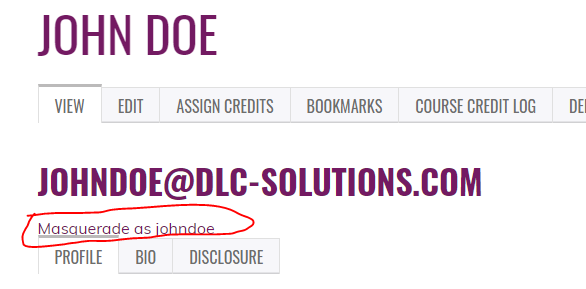 JOHN DOE
VIEW EDIT ASSIGN CREDITS BOOKMARKS COURSE CREDIT LOG
JOHNDOE@DLC-SOLUTIONS.COM
Masquerade as johndoe
PROFILE BIO DISCLOSURE